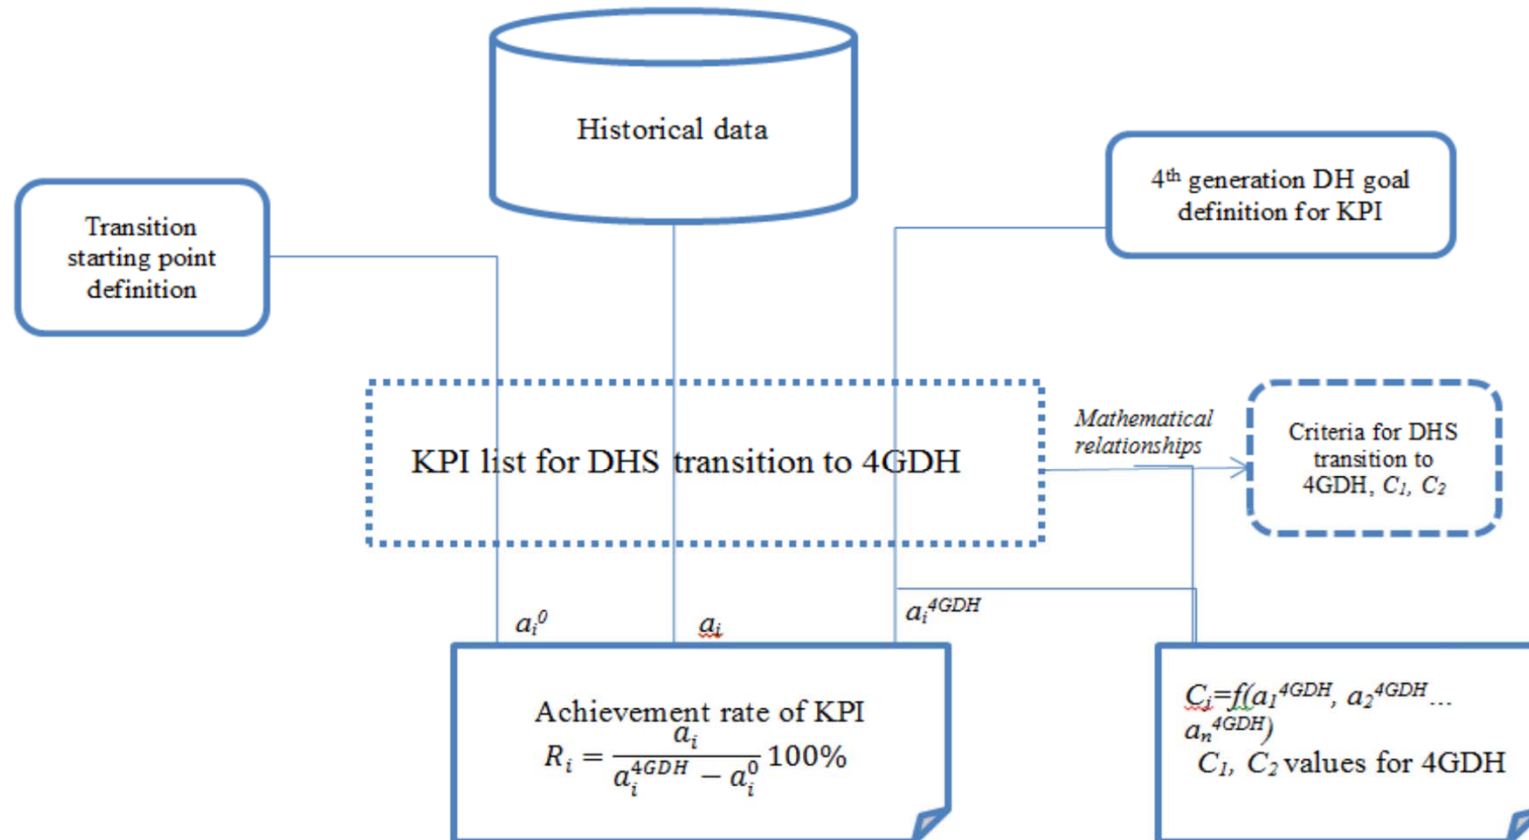 Historical data
4th generation DH goal
definition for KPI
Transition
starting point
definition
Mathematical
relationships
KPI list for DHS transition to 4GDH
Criteria for DHS
transition to
4GDH, C₁, C₂
aᵢ⁰
aᵢ
aᵢ⁴ᴳᴰᴴ
Achievement rate of KPI
Rᵢ = aᵢ / (aᵢ⁴ᴳᴰᴴ − aᵢ⁰) 100%
Cᵢ=f(a₁⁴ᴳᴰᴴ, a₂⁴ᴳᴰᴴ...
aₙ⁴ᴳᴰᴴ)
C₁, C₂ values for 4GDH